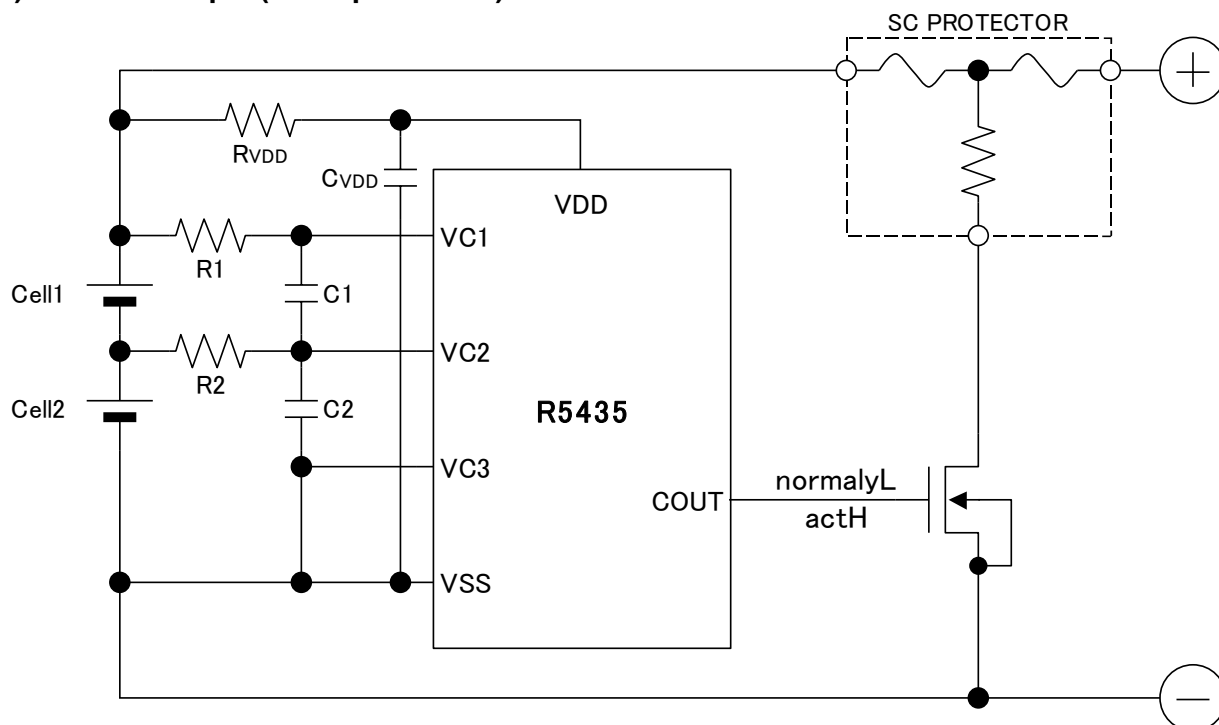 SC PROTECTOR
RVDD
CVDD
VDD
VC1
R1
Cell1
C1
VC2
R2
Cell2
C2
R5435
VC3
COUT
normalyL
actH
VSS